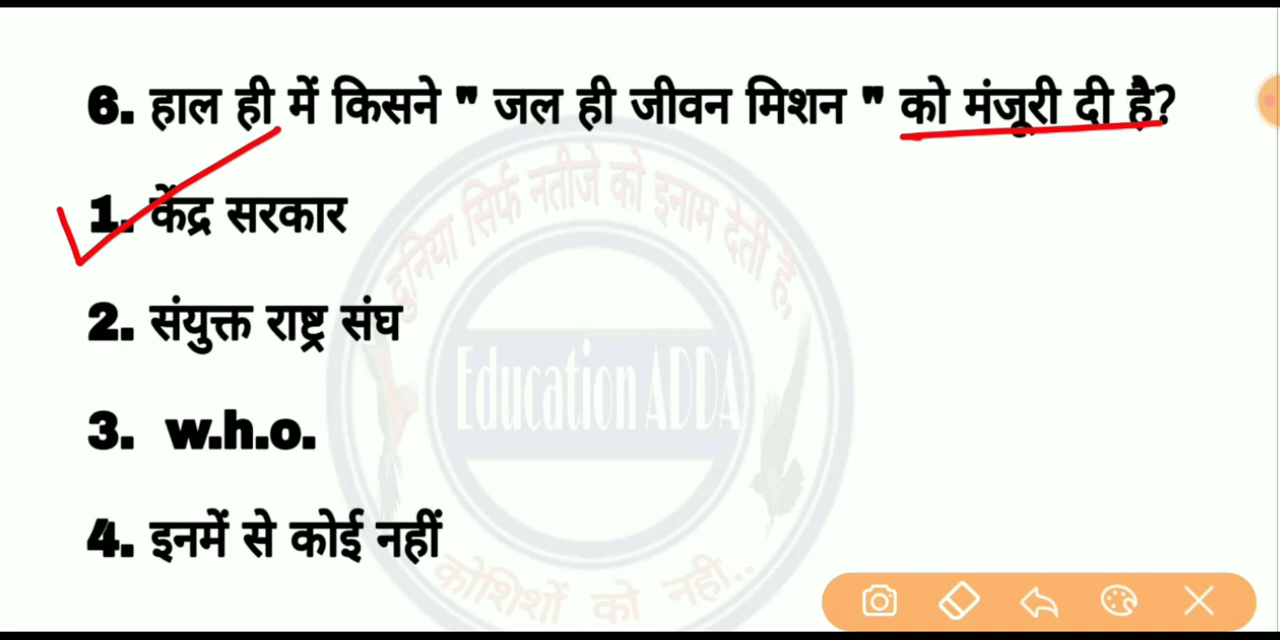 6. हाल ही में किसने " जल ही जीवन मिशन " को मंजूरी दी है?
1. केंद्र सरकार
2. संयुक्त राष्ट्र संघ
3. w.h.o.
4. इनमें से कोई नहीं
दुनिया सिर्फ नतीजे को इनाम देती है,
Education ADDA
कोशिशों को नही..